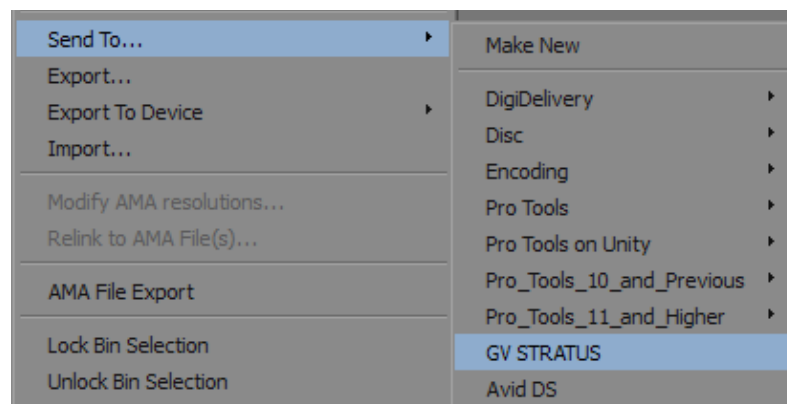 Send To...
Export...
Export To Device
Import...
Modify AMA resolutions...
Relink to AMA File(s)...
AMA File Export
Lock Bin Selection
Unlock Bin Selection
Make New
DigiDelivery
Disc
Encoding
Pro Tools
Pro Tools on Unity
Pro_Tools_10_and_Previous
Pro_Tools_11_and_Higher
GV STRATUS
Avid DS